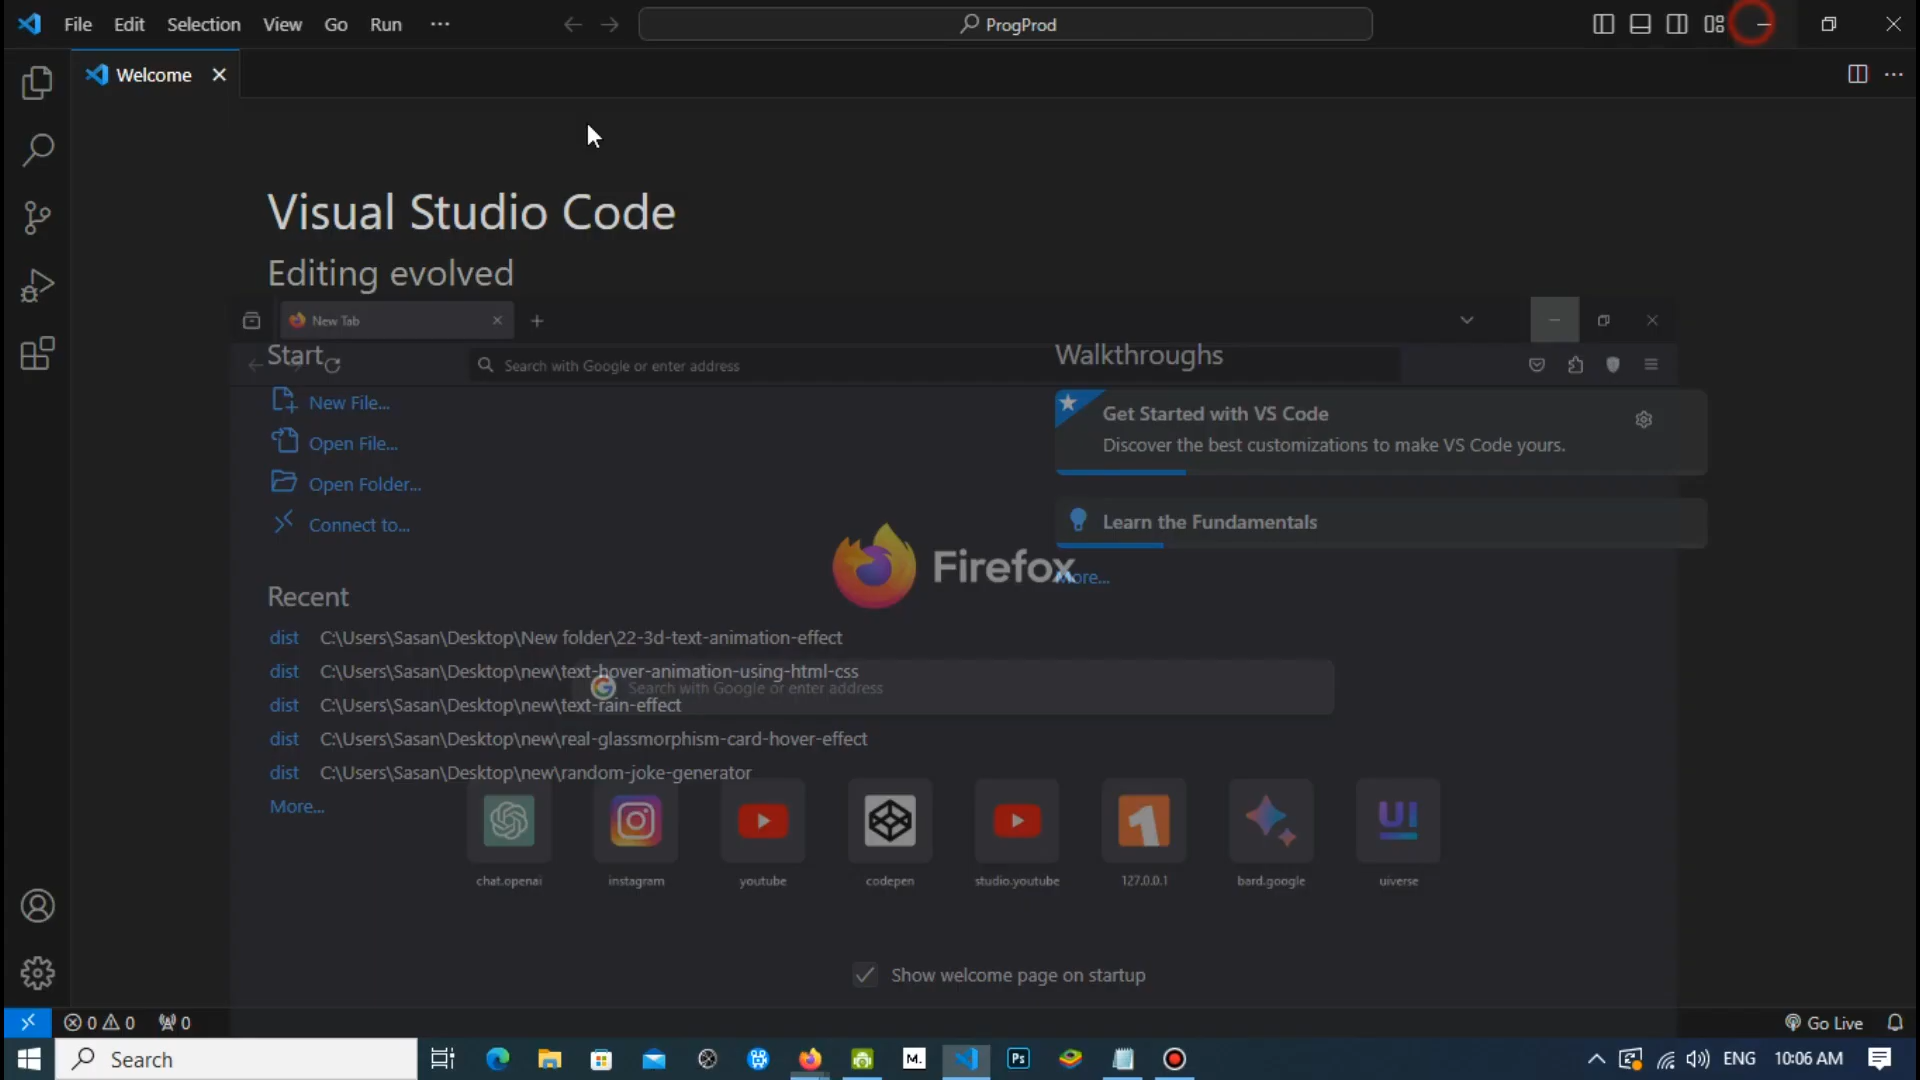 File Edit Selection View Go Run ···
ProgProd
Welcome
Visual Studio Code
Editing evolved
New Tab
Start
Search with Google or enter address
Walkthroughs
New File...
Open File...
Open Folder...
Connect to...
Get Started with VS Code
Discover the best customizations to make VS Code yours.
Learn the Fundamentals
More...
Firefox
Recent
dist C:\Users\Sasan\Desktop\New folder\22-3d-text-animation-effect
dist C:\Users\Sasan\Desktop\new\text-hover-animation-using-html-css
Search with Google or enter address
dist C:\Users\Sasan\Desktop\new\text-rain-effect
dist C:\Users\Sasan\Desktop\new\real-glassmorphism-card-hover-effect
dist C:\Users\Sasan\Desktop\new\random-joke-generator
More...
UI
chat.openai instagram youtube codepen studio.youtube 127.0.0.1 bard.google uiverse
Show welcome page on startup
0 0 0
Go Live
Search
M.
Ps
ENG 10:06 AM